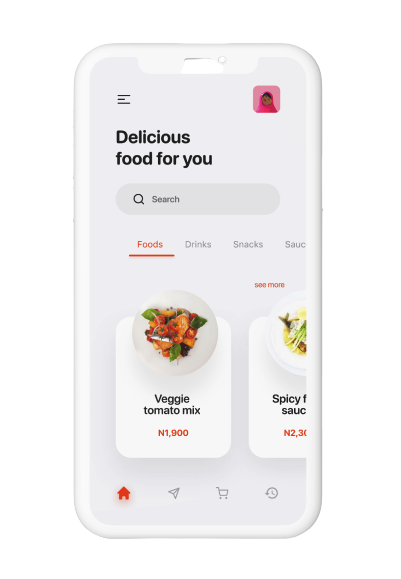 Delicious
food for you
Search
Foods Drinks Snacks Sauc
see more
Veggie
tomato mix
N1,900
Spicy f
sauc
N2,30